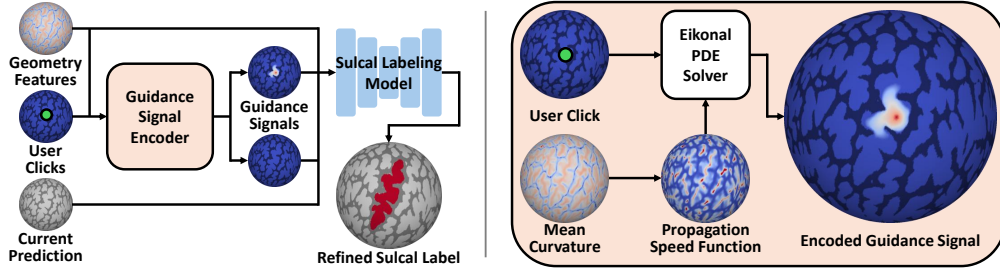 Geometry
Features
User
Clicks
Current
Prediction
Guidance
Signal
Encoder
Guidance
Signals
Sulcal Labeling
Model
Refined Sulcal Label
User Click
Mean
Curvature
Eikonal
PDE
Solver
Propagation
Speed Function
Encoded Guidance Signal